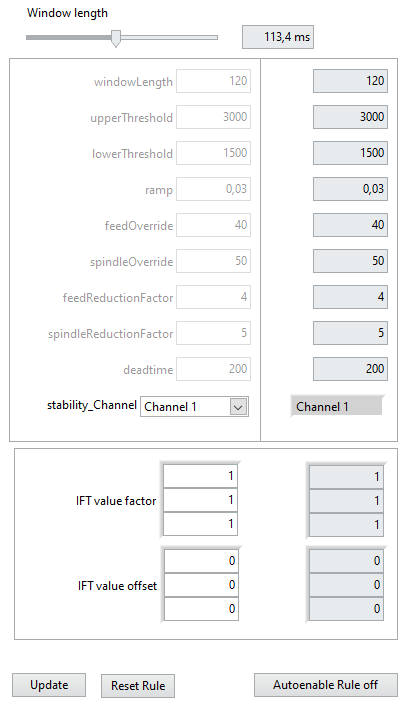 Window length
113,4 ms
windowLength 120 120
upperThreshold 3000 3000
lowerThreshold 1500 1500
ramp 0,03 0,03
feedOverride 40 40
spindleOverride 50 50
feedReductionFactor 4 4
spindleReductionFactor 5 5
deadtime 200 200
stability_Channel Channel 1 Channel 1
1 1
IFT value factor 1 1
1 1
0 0
IFT value offset 0 0
0 0
Update Reset Rule Autoenable Rule off